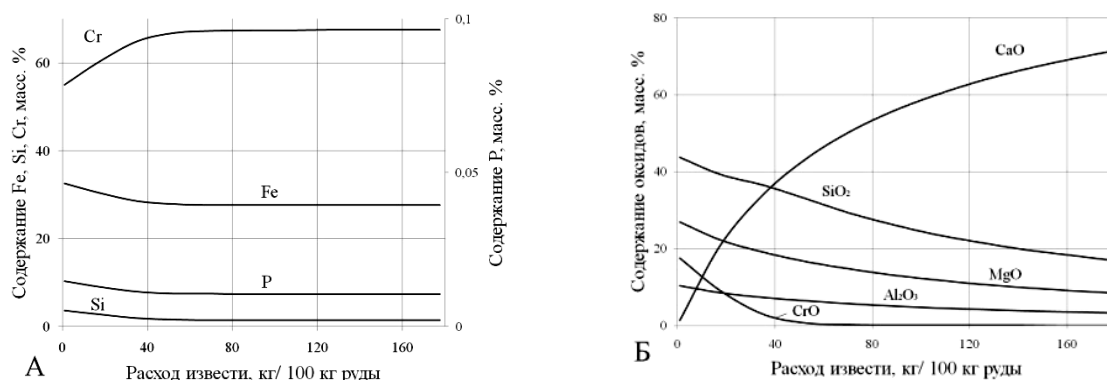 Содержание Fe, Si, Cr, масс. %
60
40
20
0
Cr
Fe
P
Si
0,1
0,05
0
Содержание P, масс. %
0 40 80 120 160
Расход извести, кг/ 100 кг руды
А
Содержание оксидов, масс. %
80
60
40
20
0
CaO
SiO₂
MgO
Al₂O₃
CrO
0 40 80 120 160
Расход извести, кг/ 100 кг руды
Б